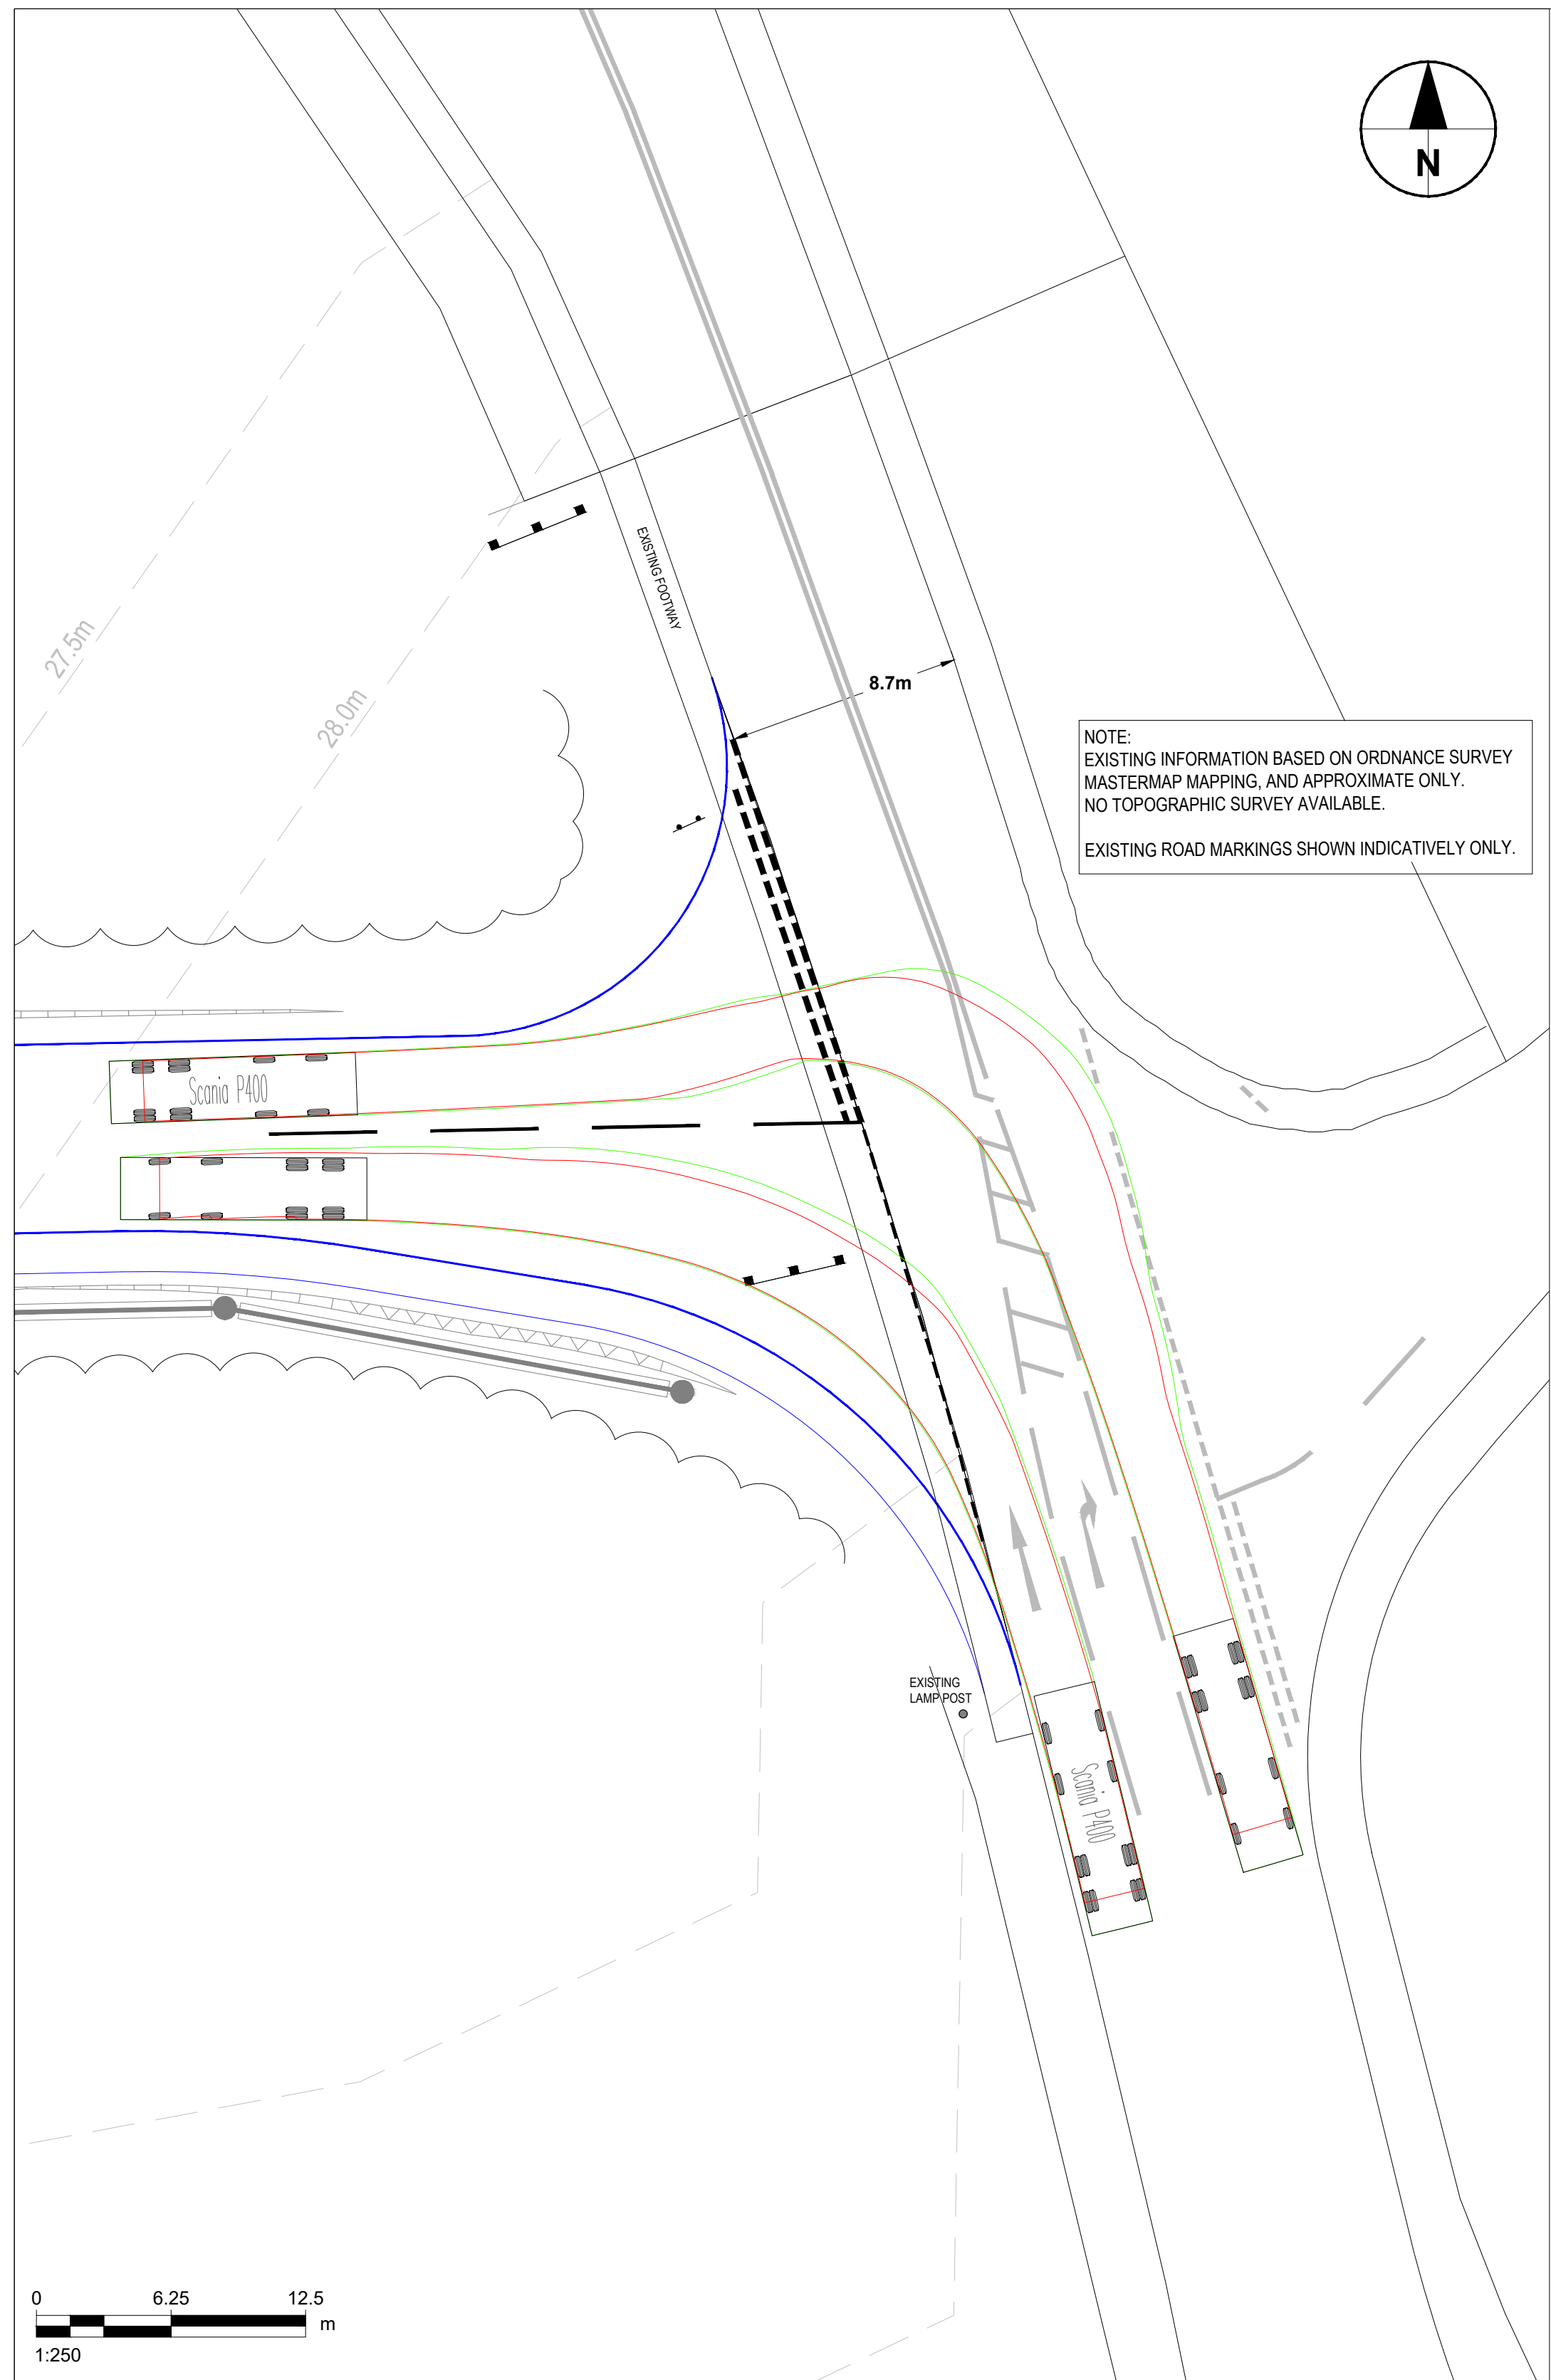 N
EXISTING FOOTWAY
27.5m
28.0m
8.7m
NOTE:
EXISTING INFORMATION BASED ON ORDNANCE SURVEY
MASTERMAP MAPPING, AND APPROXIMATE ONLY.
NO TOPOGRAPHIC SURVEY AVAILABLE.
EXISTING ROAD MARKINGS SHOWN INDICATIVELY ONLY.
Scania P400
EXISTING
LAMP POST
Scania P400
0 6.25 12.5
m
1:250